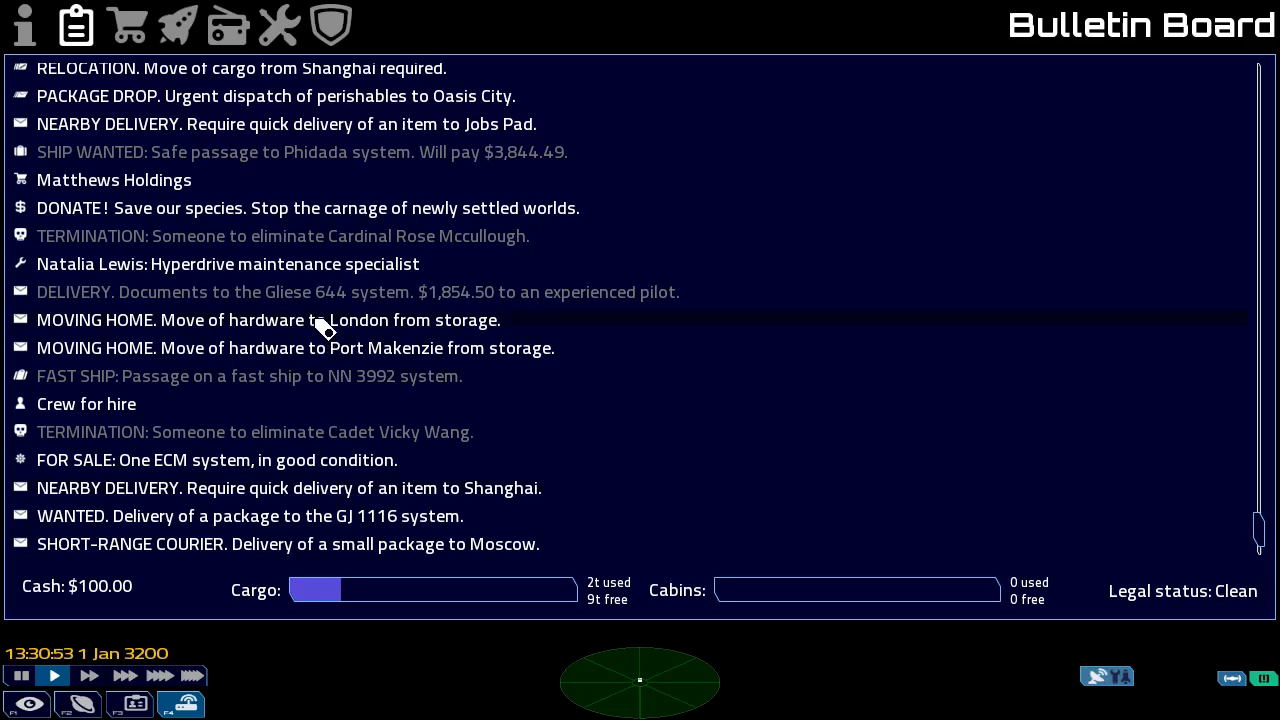 Bulletin Board
RELOCATION. Move of cargo from Shanghai required.
PACKAGE DROP. Urgent dispatch of perishables to Oasis City.
NEARBY DELIVERY. Require quick delivery of an item to Jobs Pad.
SHIP WANTED: Safe passage to Phidada system. Will pay $3,844.49.
Matthews Holdings
DONATE! Save our species. Stop the carnage of newly settled worlds.
TERMINATION: Someone to eliminate Cardinal Rose Mccullough.
Natalia Lewis: Hyperdrive maintenance specialist
DELIVERY. Documents to the Gliese 644 system. $1,854.50 to an experienced pilot.
MOVING HOME. Move of hardware to London from storage.
MOVING HOME. Move of hardware to Port Makenzie from storage.
FAST SHIP: Passage on a fast ship to NN 3992 system.
Crew for hire
TERMINATION: Someone to eliminate Cadet Vicky Wang.
FOR SALE: One ECM system, in good condition.
NEARBY DELIVERY. Require quick delivery of an item to Shanghai.
WANTED. Delivery of a package to the GJ 1116 system.
SHORT-RANGE COURIER. Delivery of a small package to Moscow.
Cash: $100.00
Cargo:
2t used
9t free
Cabins:
0 used
0 free
Legal status: Clean
13:30:53 1 Jan 3200
F1
F2
F3
F4